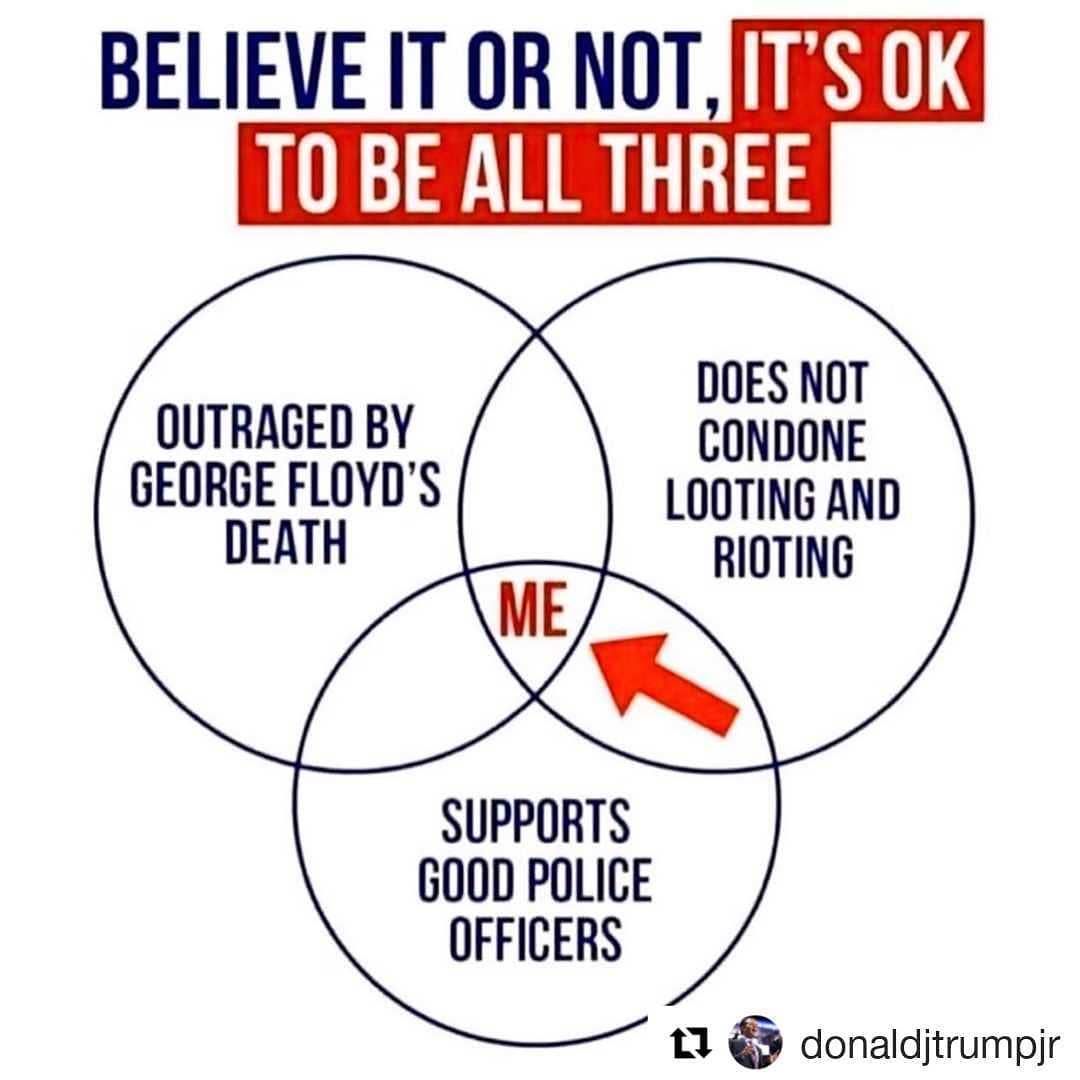 BELIEVE IT OR NOT, IT'S OK
TO BE ALL THREE
OUTRAGED BY
GEORGE FLOYD'S
DEATH
DOES NOT
CONDONE
LOOTING AND
RIOTING
ME
SUPPORTS
GOOD POLICE
OFFICERS
donaldjtrumpjr